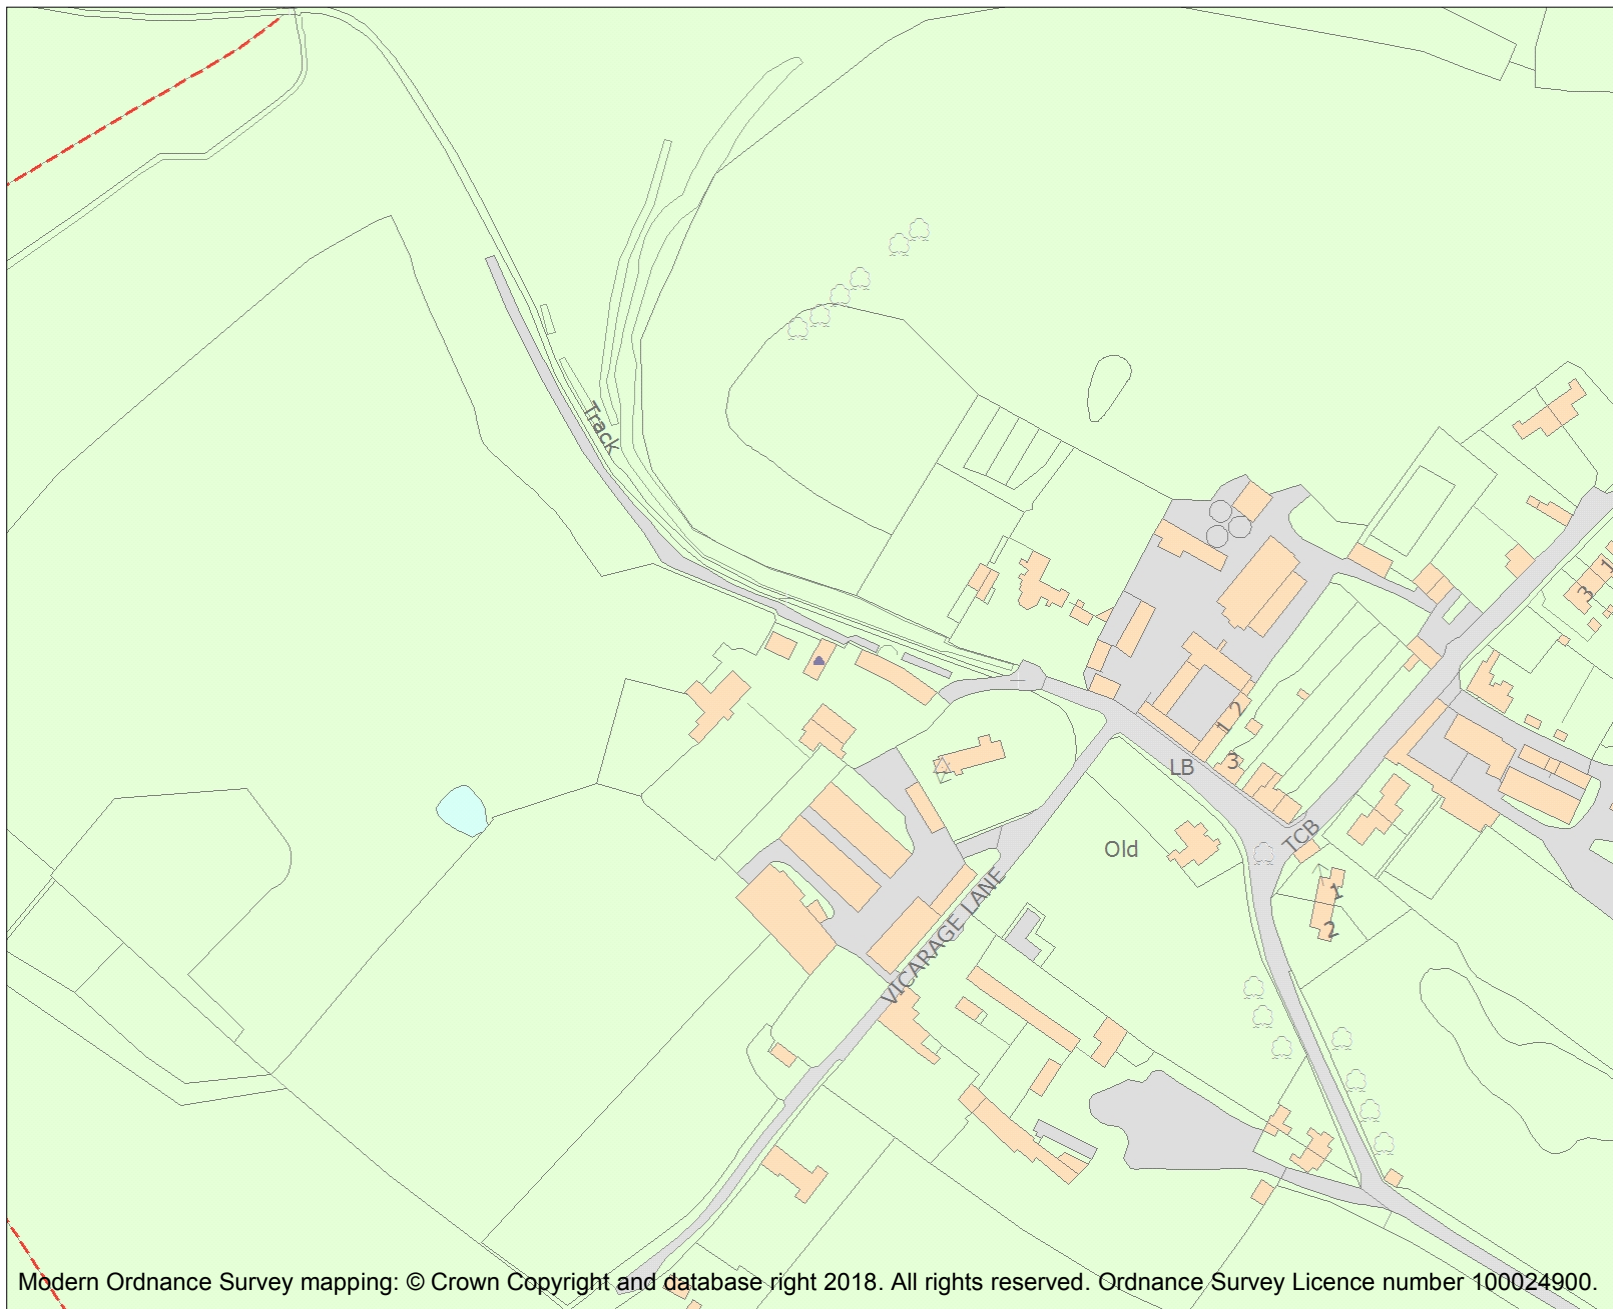 Track
3 1
1 2
3
LB
TCB
Old
VICARAGE LANE
1
2
Modern Ordnance Survey mapping: © Crown Copyright and database right 2018. All rights reserved. Ordnance Survey Licence number 100024900.